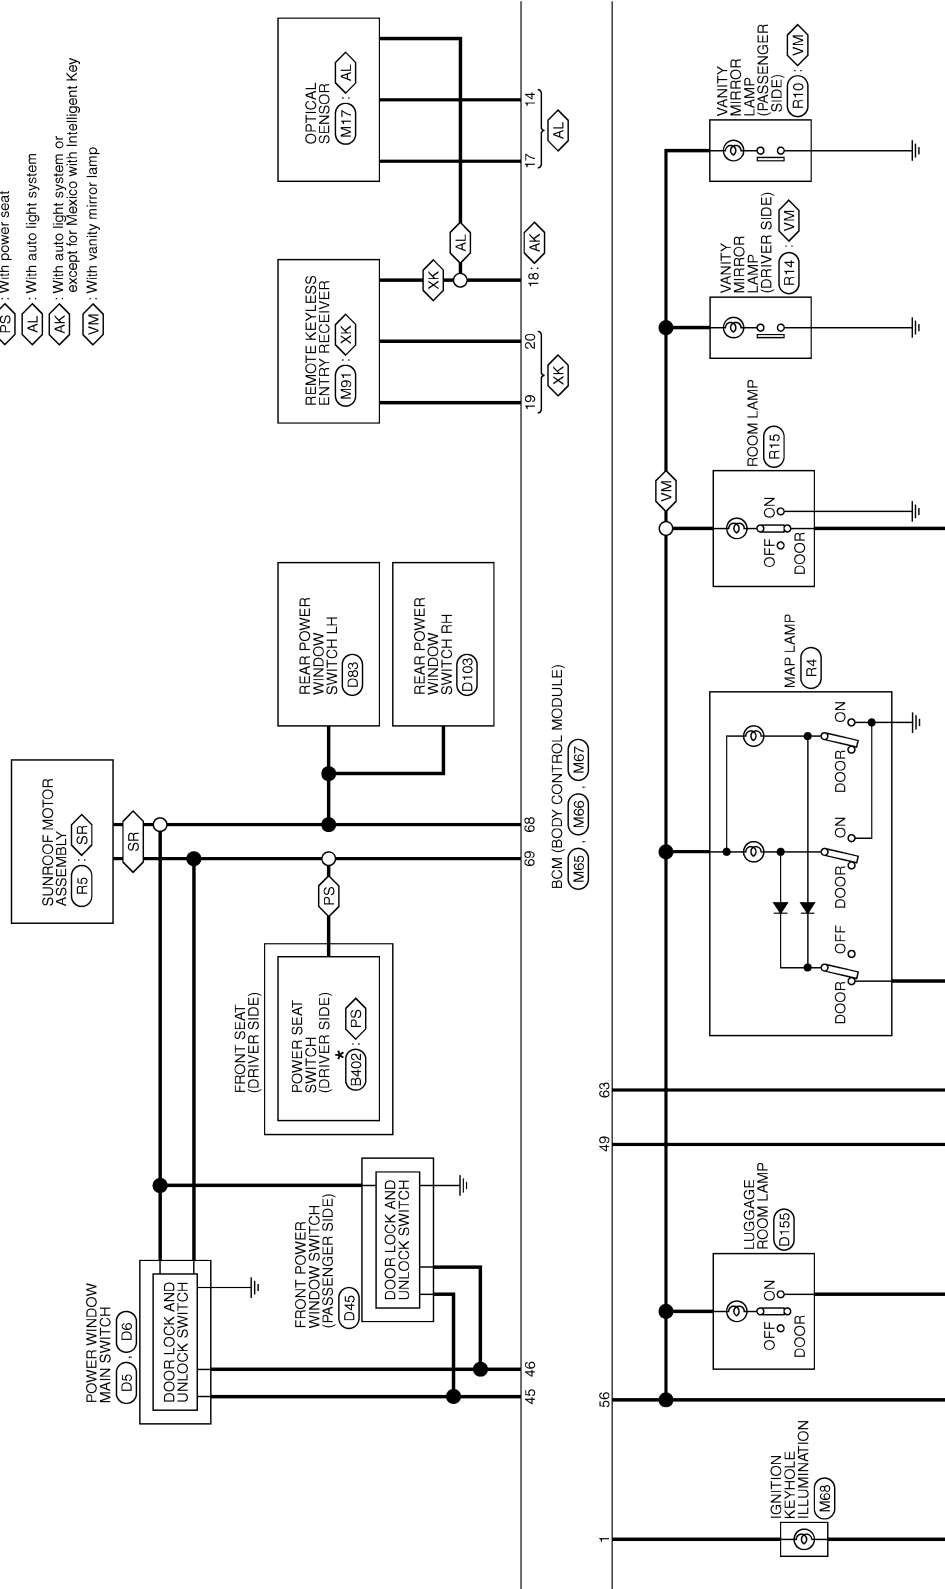 PS : With power seat
AL : With auto light system
AK : With auto light system or
except for Mexico with Intelligent Key
VM : With vanity mirror lamp
OPTICAL
SENSOR
M17 : AL
14
17
AL
AL
REMOTE KEYLESS
ENTRY RECEIVER
M91 : XK
XK
18 : AK
20
19
XK
REAR POWER
WINDOW
SWITCH LH
D83
REAR POWER
WINDOW
SWITCH RH
D103
SUNROOF MOTOR
ASSEMBLY
R5 : SR
SR
68
69
BCM (BODY CONTROL MODULE)
M65 , M66 , M67
PS
FRONT SEAT
(DRIVER SIDE)
POWER SEAT
SWITCH
(DRIVER SIDE)
*
B402 : PS
POWER WINDOW
MAIN SWITCH
D5 , D6
DOOR LOCK AND
UNLOCK SWITCH
FRONT POWER
WINDOW SWITCH
(PASSENGER SIDE)
D45
DOOR LOCK AND
UNLOCK SWITCH
46
45
VANITY
MIRROR
LAMP
(PASSENGER
SIDE)
R10 : VM
VANITY
MIRROR
LAMP
(DRIVER SIDE)
R14 : VM
VM
ROOM LAMP
R15
ON
OFF
DOOR
MAP LAMP
R4
ON
DOOR
ON
DOOR
OFF
DOOR
63
49
LUGGAGE
ROOM LAMP
D155
ON
OFF
DOOR
56
IGNITION
KEYHOLE
ILLUMINATION
M68
1